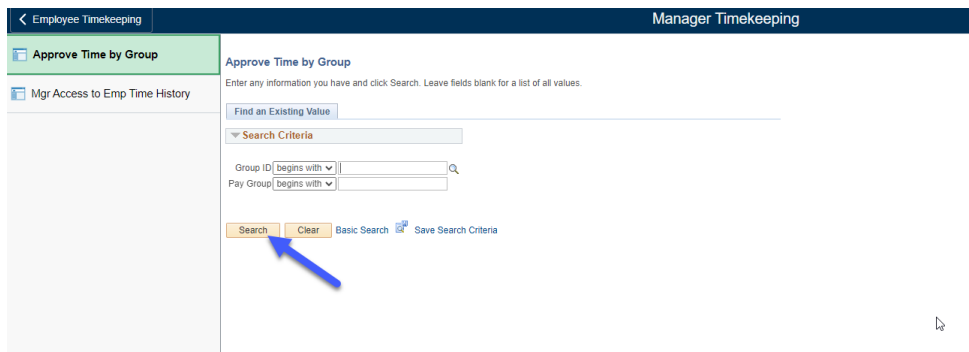 Employee Timekeeping
Manager Timekeeping
Approve Time by Group
Mgr Access to Emp Time History
Approve Time by Group
Enter any information you have and click Search. Leave fields blank for a list of all values.
Find an Existing Value
Search Criteria
Group ID begins with
Pay Group begins with
Search Clear Basic Search Save Search Criteria